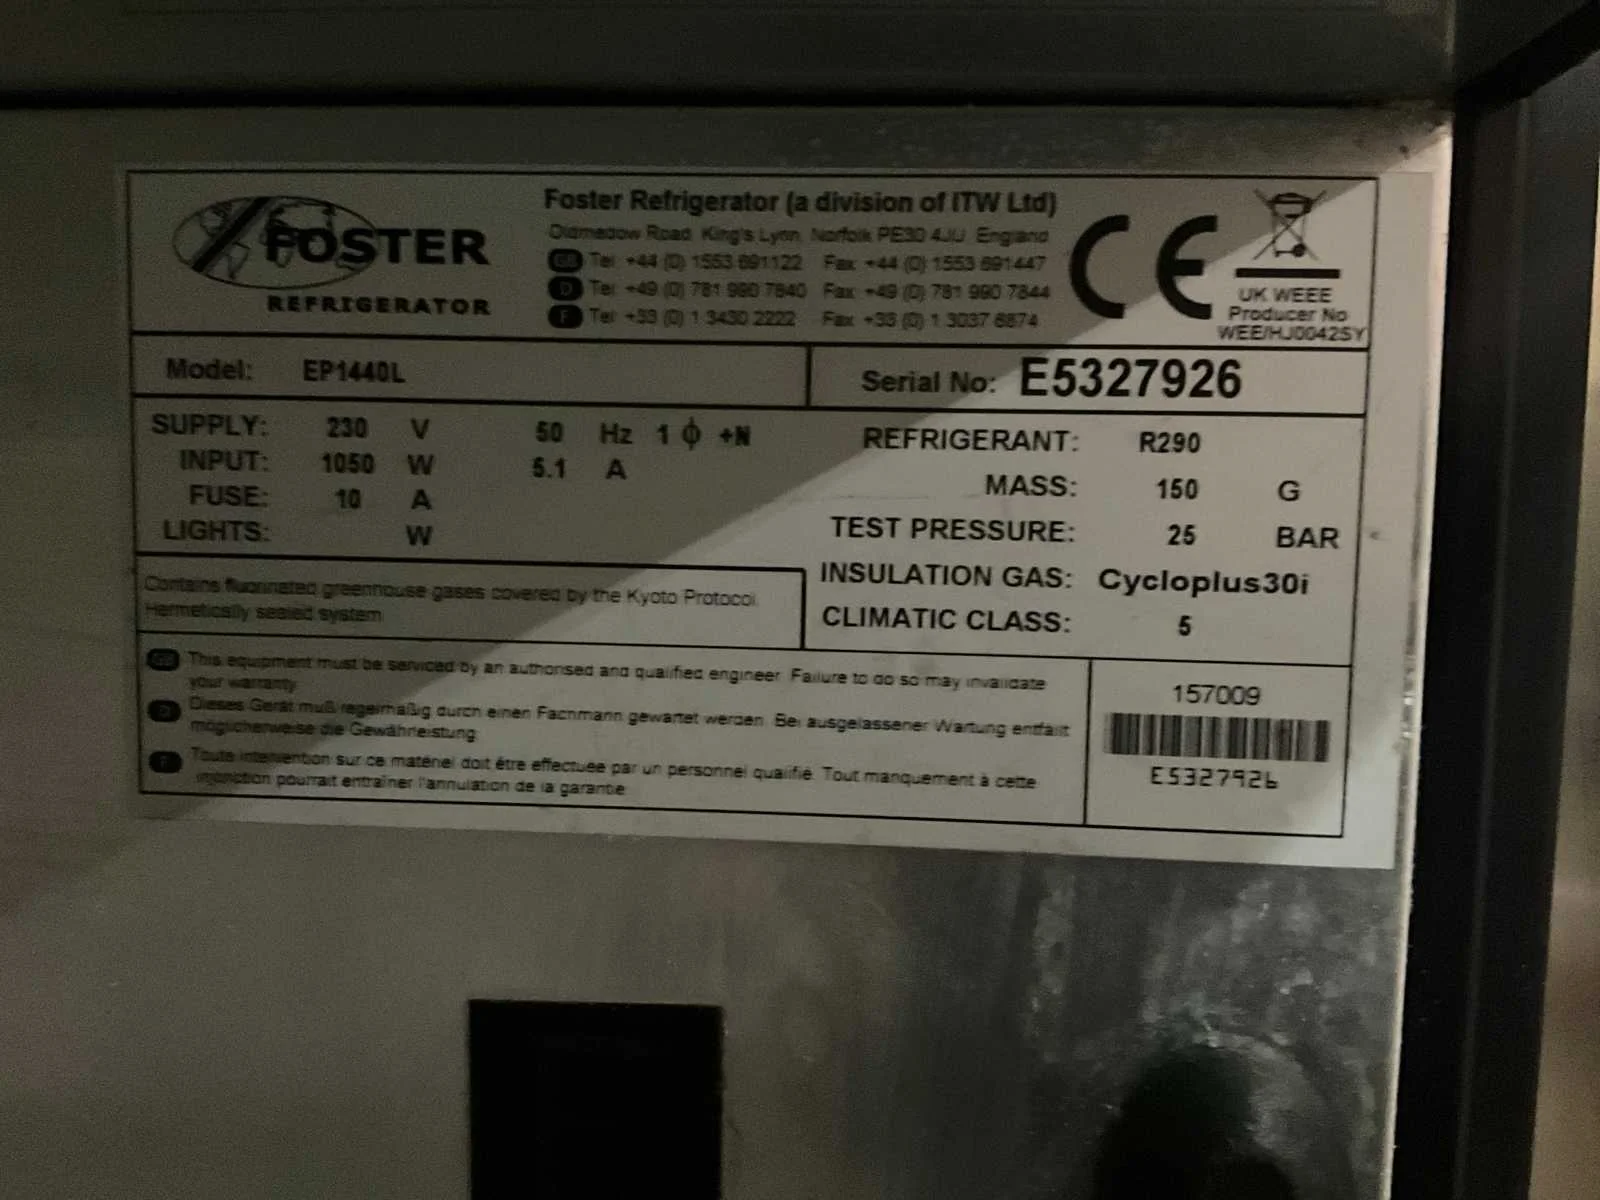 FOSTER
REFRIGERATOR
Foster Refrigerator (a division of ITW Ltd)
Oldmedow Road, King's Lynn, Norfolk PE30 4JU, England
GB Tel: +44 (0) 1553 691122 Fax: +44 (0) 1553 691447
D Tel: +49 (0) 781 990 7840 Fax: +49 (0) 781 990 7844
F Tel: +33 (0) 1 3430 2222 Fax: +33 (0) 1 3037 6874
CE
UK WEEE
Producer No
WEE/HJ0042SY
Model: EP1440L
Serial No: E5327926
SUPPLY: 230 V 50 Hz 1 ϕ +N
INPUT: 1050 W 5.1 A
FUSE: 10 A
LIGHTS: W
REFRIGERANT: R290
MASS: 150 G
TEST PRESSURE: 25 BAR
INSULATION GAS: Cycloplus30i
CLIMATIC CLASS: 5
Contains fluorinated greenhouse gases covered by the Kyoto Protocol.
Hermetically sealed system
GB This equipment must be serviced by an authorised and qualified engineer. Failure to do so may invalidate
your warranty.
D Dieses Gerät muß regelmäßig durch einen Fachmann gewartet werden. Bei ausgelassener Wartung entfällt
möglicherweise die Gewährleistung.
F Toute intervention sur ce matériel doit être effectuée par un personnel qualifié. Tout manquement à cette
injonction pourrait entraîner l'annulation de la garantie.
157009
E5327926